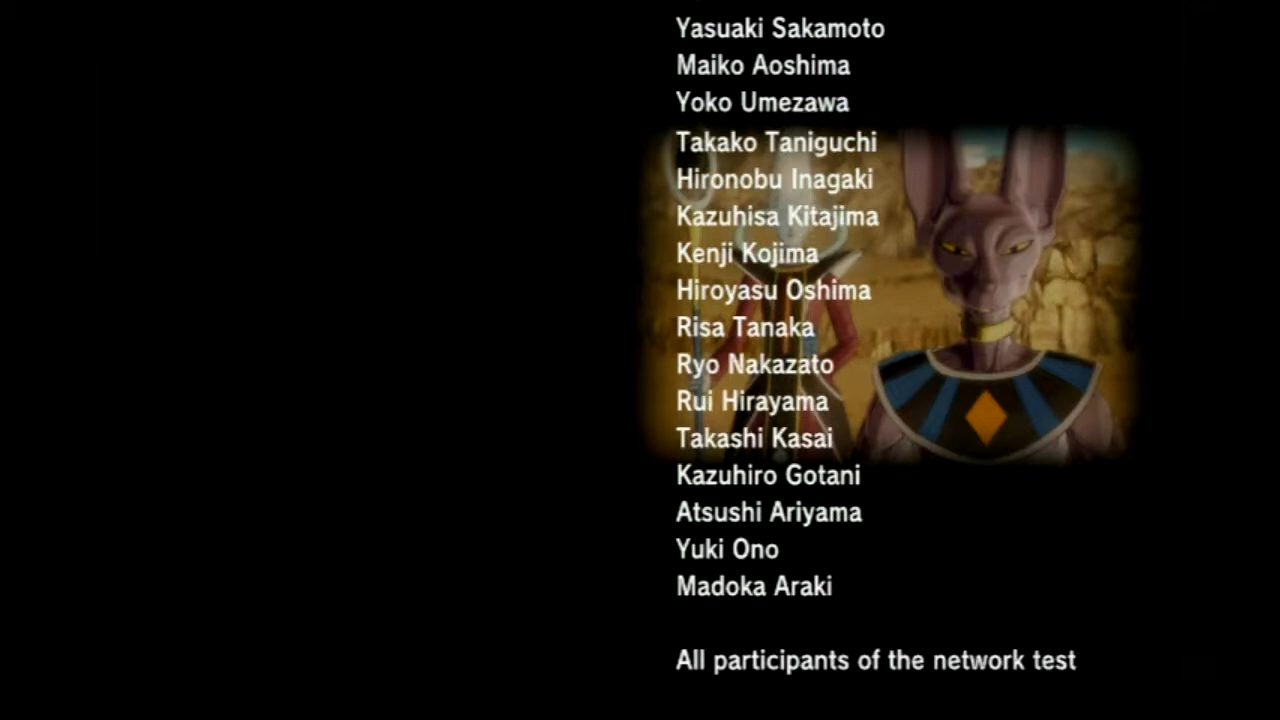 Yasuaki Sakamoto
Maiko Aoshima
Yoko Umezawa
Takako Taniguchi
Hironobu Inagaki
Kazuhisa Kitajima
Kenji Kojima
Hiroyasu Oshima
Risa Tanaka
Ryo Nakazato
Rui Hirayama
Takashi Kasai
Kazuhiro Gotani
Atsushi Ariyama
Yuki Ono
Madoka Araki
All participants of the network test